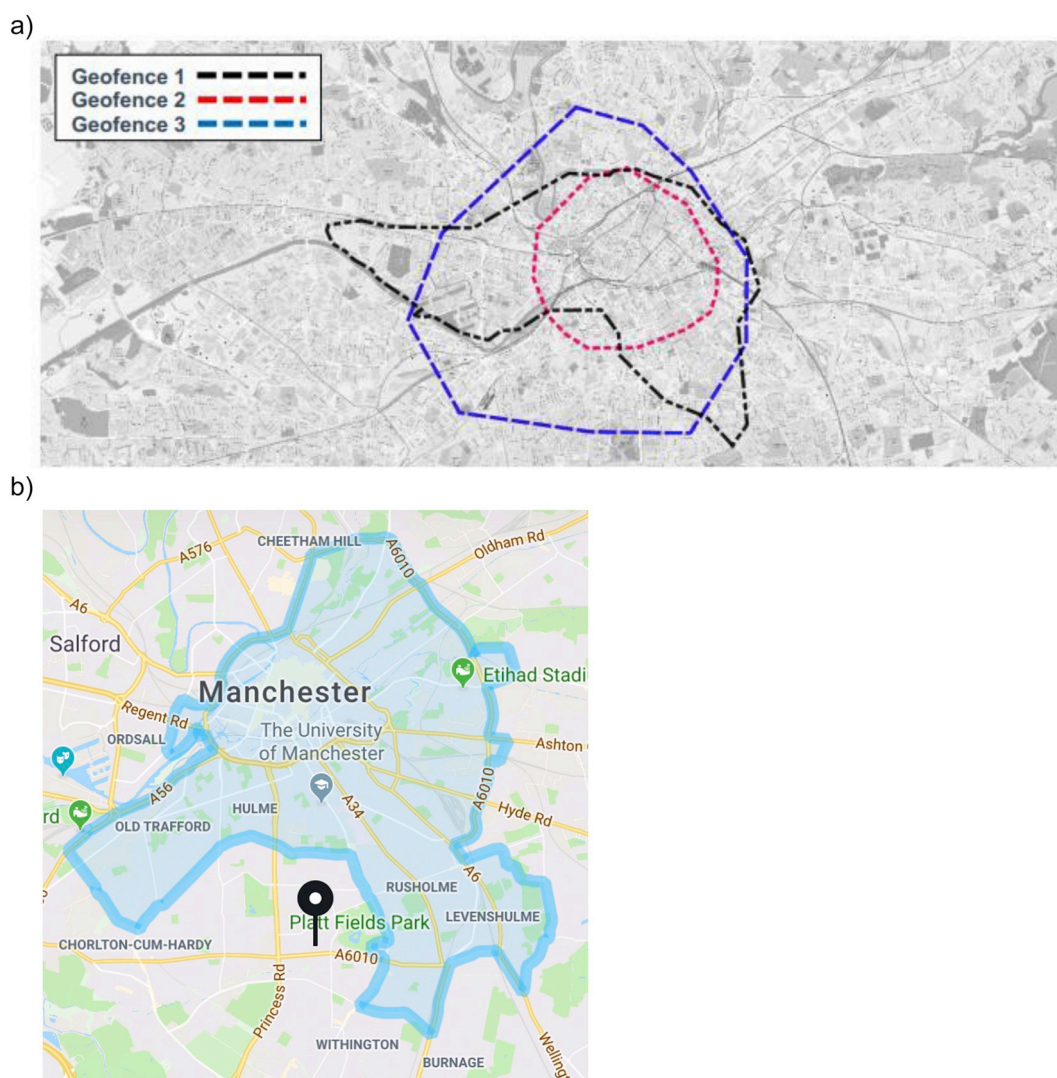 a)
Geofence 1
Geofence 2
Geofence 3
b)
CHEETHAM HILL
A576
A6010
Oldham Rd
A6
Salford
Etihad Stadi
Manchester
Regent Rd
The University
of Manchester
ORDSALL
Ashton
A56
A6010
HULME
A34
Hyde Rd
rd
OLD TRAFFORD
A6
RUSHOLME
LEVENSHULME
Platt Fields Park
CHORLTON-CUM-HARDY
A6010
Princess Rd
WITHINGTON
BURNAGE
Welling